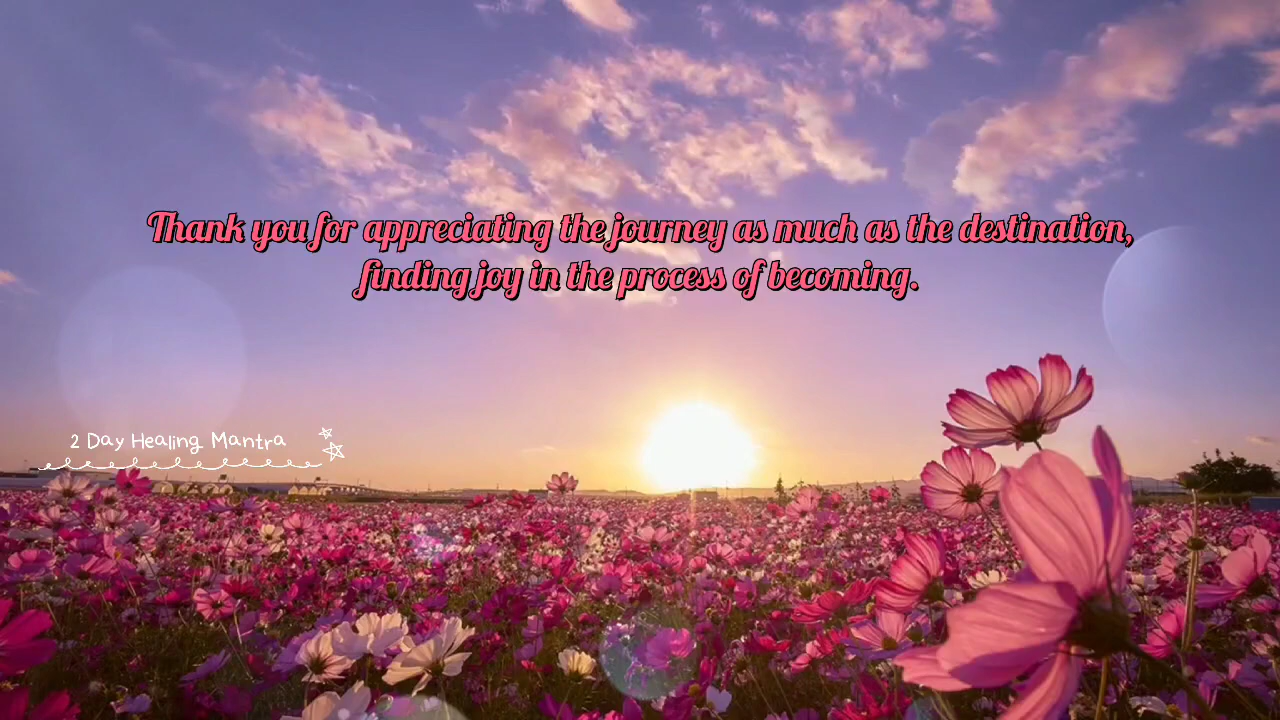 Thank you for appreciating the journey as much as the destination,
finding joy in the process of becoming.
2 Day Healing Mantra